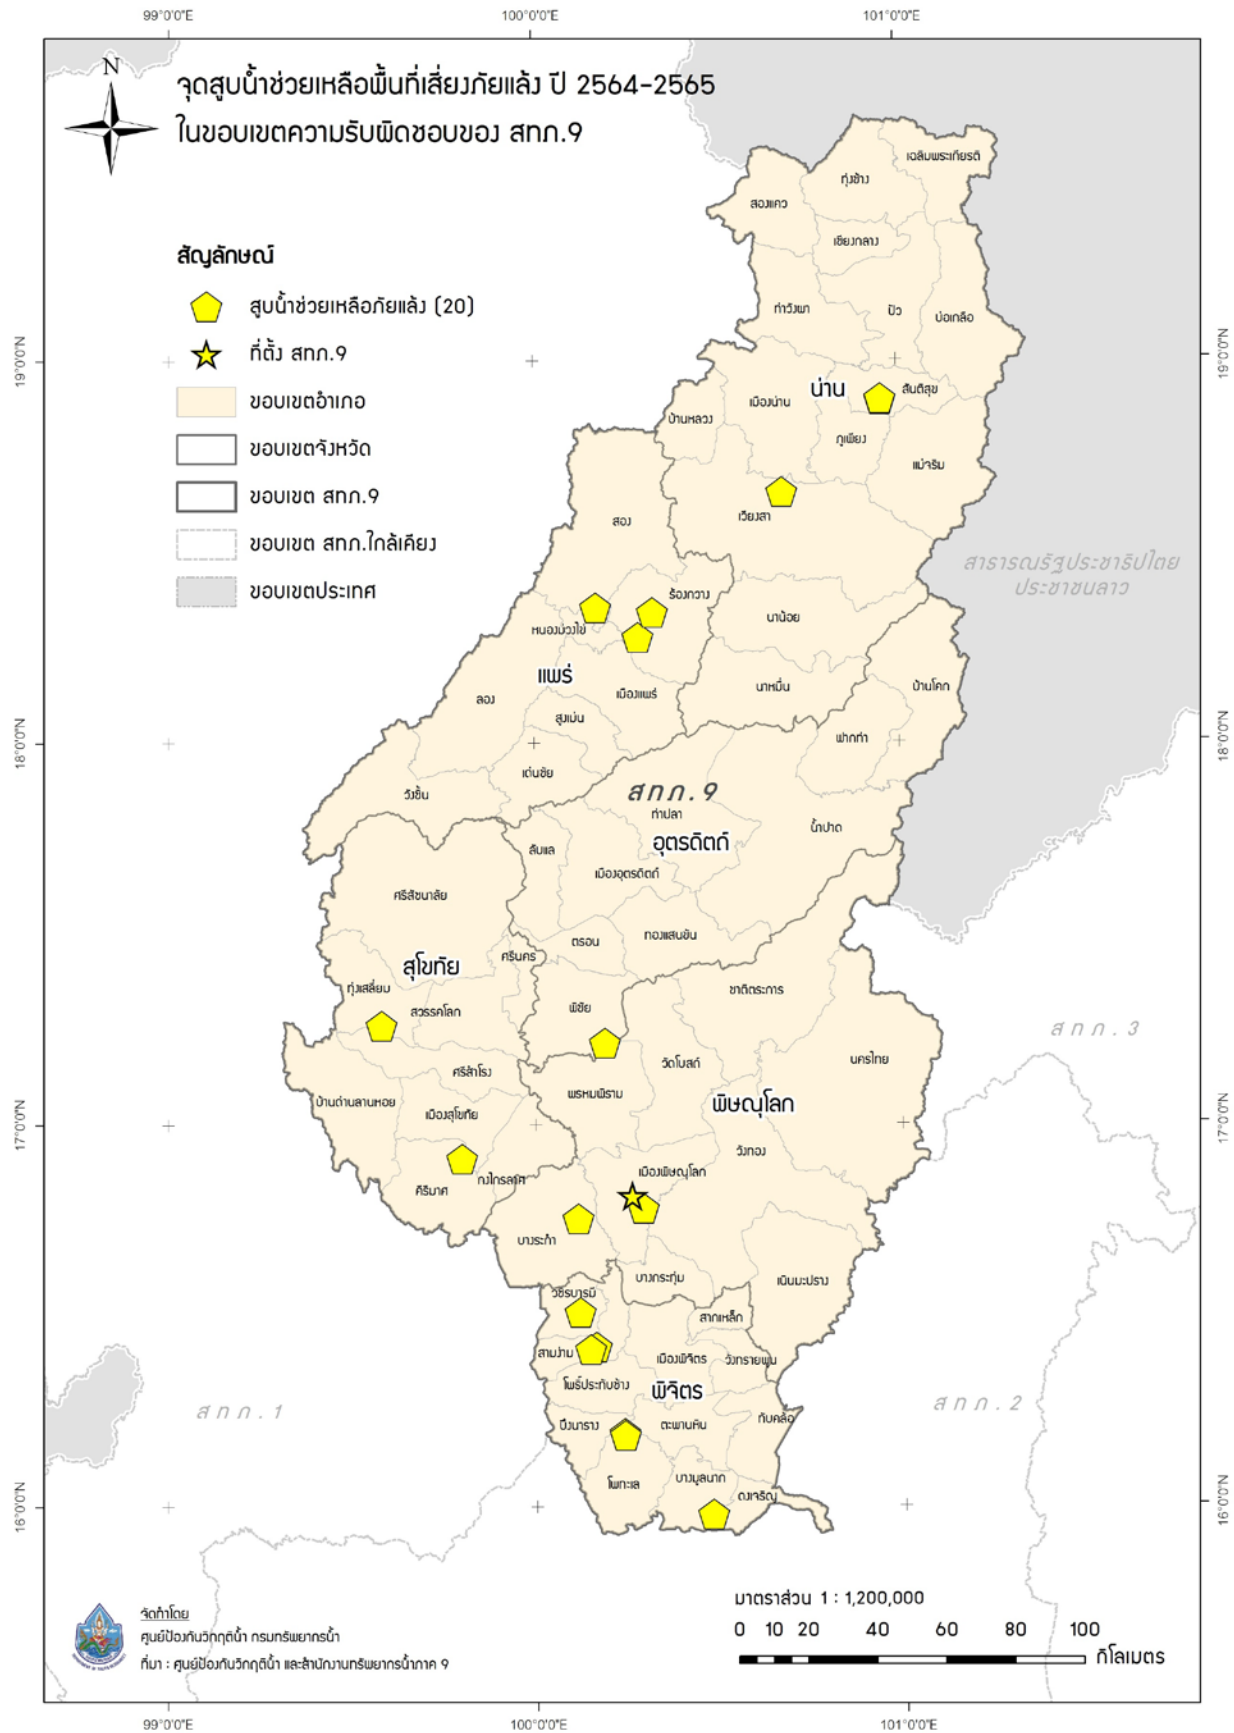 99°0'0"E 100°0'0"E 101°0'0"E
N
จุดสูบน้ำช่วยเหลือพื้นที่เสี่ยงภัยแล้ง ปี 2564-2565
ในขอบเขตความรับผิดชอบของ สทภ.9
สัญลักษณ์
สูบน้ำช่วยเหลือภัยแล้ง (20)
ที่ตั้ง สทภ.9
ขอบเขตอำเภอ
ขอบเขตจังหวัด
ขอบเขต สทภ.9
ขอบเขต สทภ.ใกล้เคียง
ขอบเขตประเทศ
เฉลิมพระเกียรติ
ทุ่งช้าง
สองแคว
เชียงกลาง
ท่าวังผา
ปัว
บ่อเกลือ
19°0'0"N
19°0'0"N
น่าน
สันติสุข
เมืองน่าน
บ้านหลวง
ภูเพียง
แม่จริม
เวียงสา
สอง
สาธารณรัฐประชาธิปไตย
ประชาชนลาว
ร้องกวาง
หนองม่วงไข่
นาน้อย
แพร่
นาหมื่น
บ้านโคก
ลอง
เมืองแพร่
สูงเม่น
ฟากท่า
18°0'0"N
18°0'0"N
เด่นชัย
วังชิ้น
สทภ.9
ท่าปลา
น้ำปาด
อุตรดิตถ์
ลับแล
เมืองอุตรดิตถ์
ศรีสัชนาลัย
ตรอน
ทองแสนขัน
ศรีนคร
สุโขทัย
ทุ่งเสลี่ยม
สวรรคโลก
พิชัย
ชาติตระการ
สทภ.3
นครไทย
วัดโบสถ์
ศรีสำโรง
บ้านด่านลานหอย
พรหมพิราม
พิษณุโลก
เมืองสุโขทัย
17°0'0"N
17°0'0"N
วังทอง
เมืองพิษณุโลก
กงไกรลาศ
คีรีมาศ
บางระกำ
บางกระทุ่ม
เนินมะปราง
วชิรบารมี
สากเหล็ก
สามง่าม
เมืองพิจิตร
วังทรายพูน
โพธิ์ประทับช้าง
พิจิตร
สทภ.1
สทภ.2
บึงนาราง
ตะพานหิน
ทับคล้อ
โพทะเล
บางมูลนาก
ดงเจริญ
16°0'0"N
16°0'0"N
มาตราส่วน 1 : 1,200,000
0 10 20 40 60 80 100
กิโลเมตร
จัดทำโดย
ศูนย์ป้องกันวิกฤติน้ำ กรมทรัพยากรน้ำ
ที่มา : ศูนย์ป้องกันวิกฤติน้ำ และสำนักงานทรัพยากรน้ำภาค 9
99°0'0"E 100°0'0"E 101°0'0"E